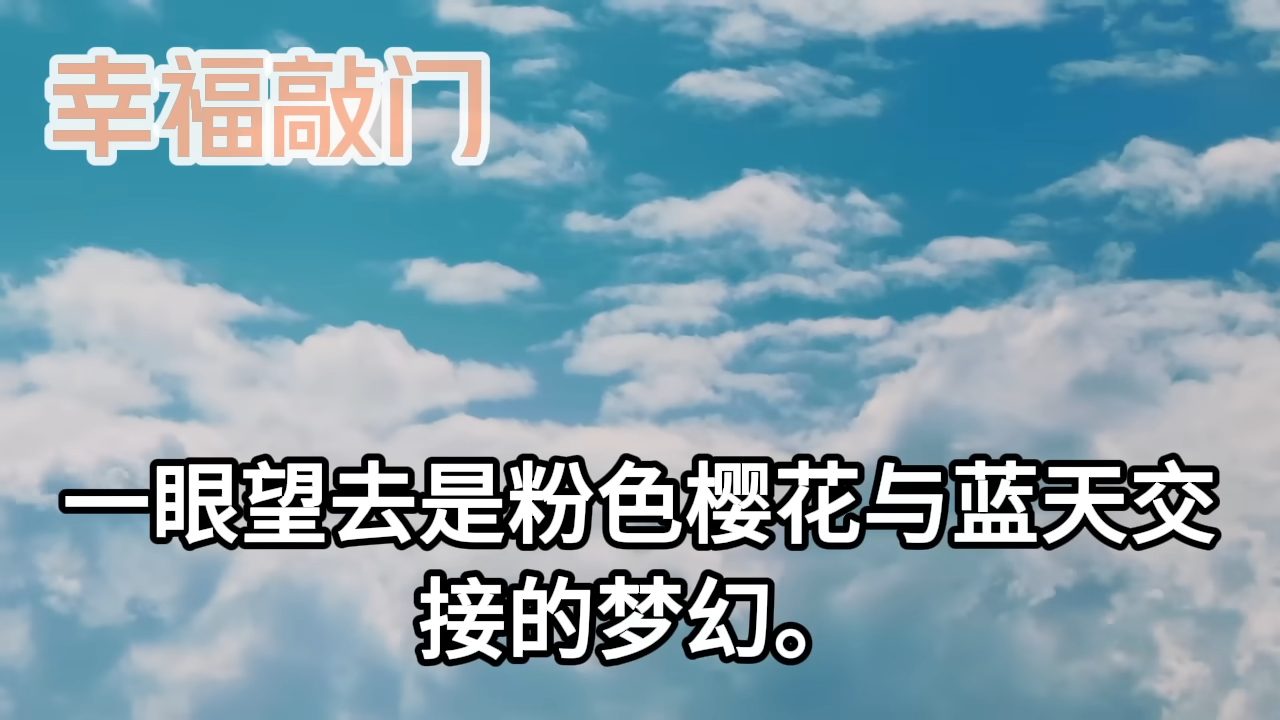 幸福敲门
一眼望去是粉色樱花与蓝天交
接的梦幻。